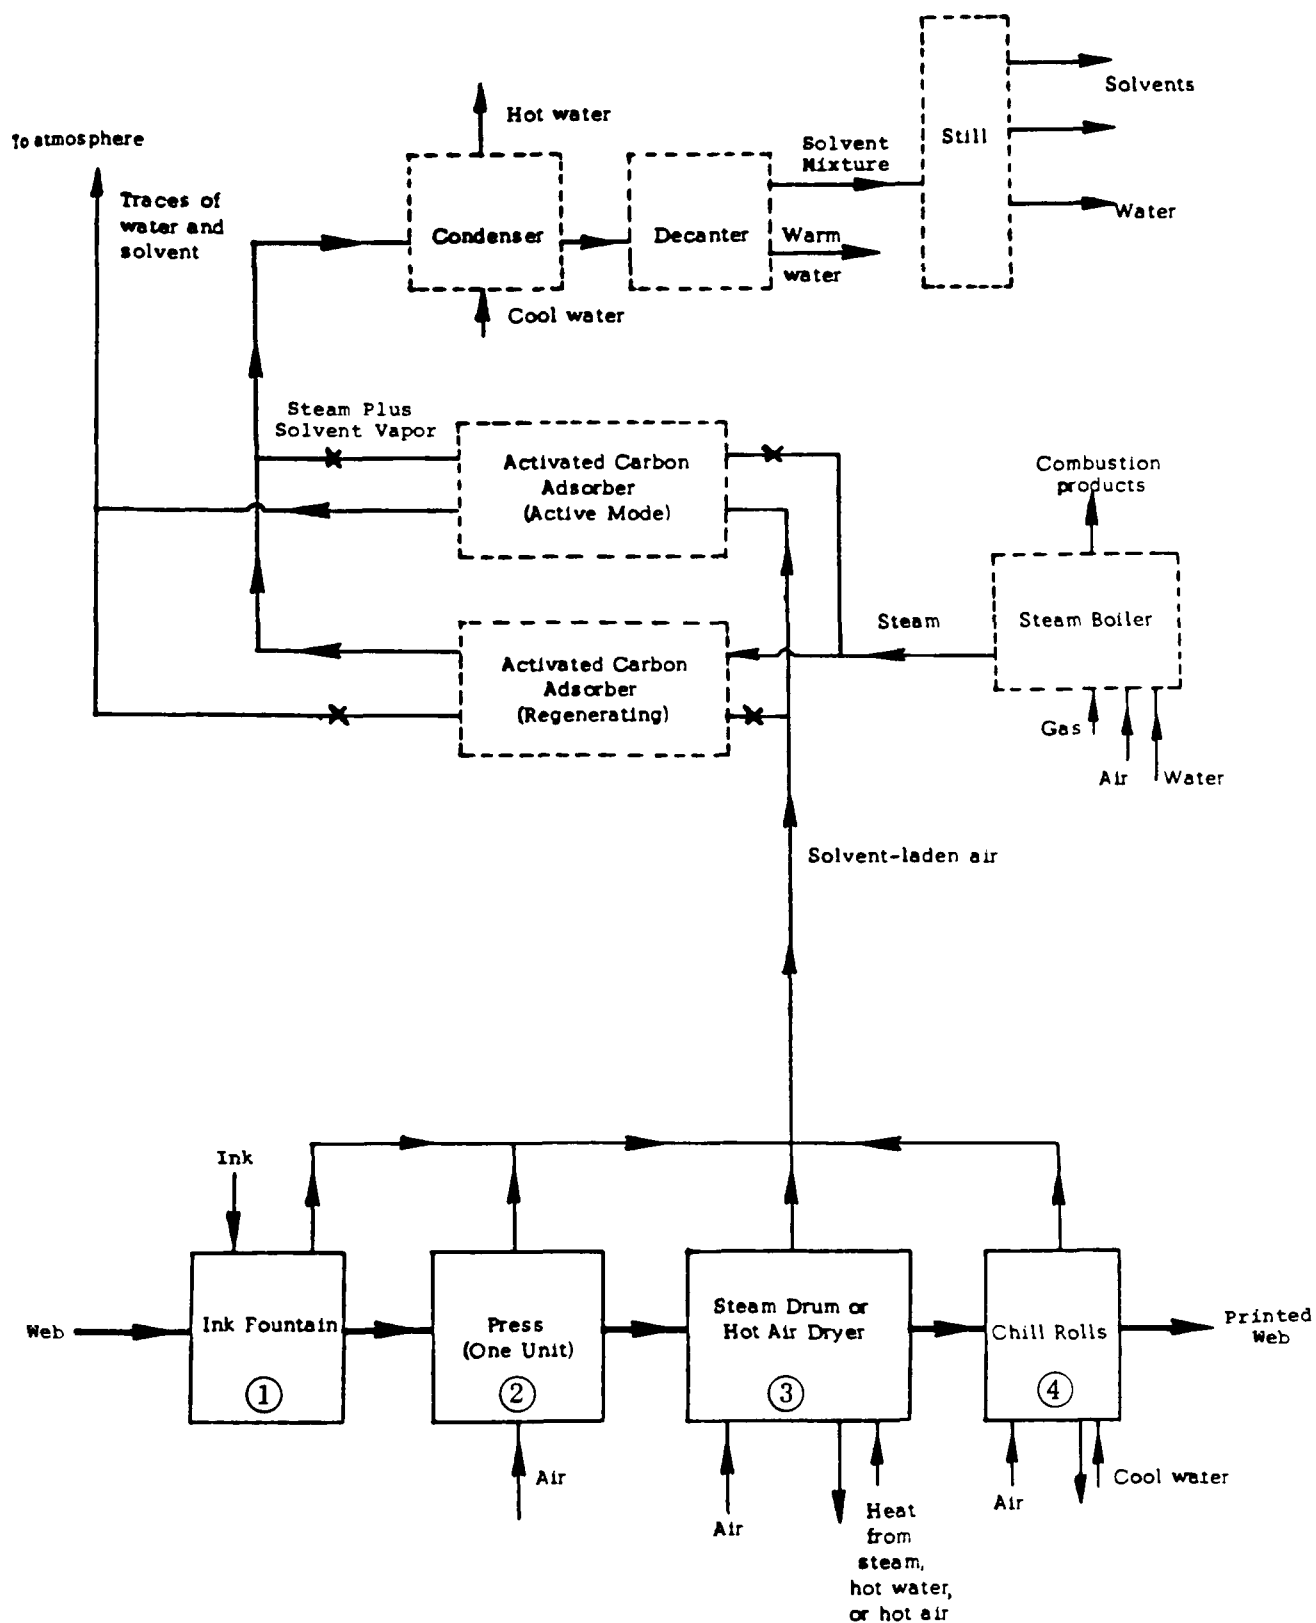 Solvents
Still
Water
Hot water
To atmosphere
Traces of
water and
solvent
Condenser
Decanter
Solvent
Mixture
Warm
water
Cool water
Steam Plus
Solvent Vapor
Activated Carbon
Adsorber
(Active Mode)
Combustion
products
Steam
Steam Boiler
Activated Carbon
Adsorber
(Regenerating)
Gas
Air
Water
Solvent-laden air
Ink
Web
Ink Fountain
1
Press
(One Unit)
2
Steam Drum or
Hot Air Dryer
3
Chill Rolls
4
Printed
Web
Air
Air
Heat
from
steam,
hot water,
or hot air
Air
Cool water